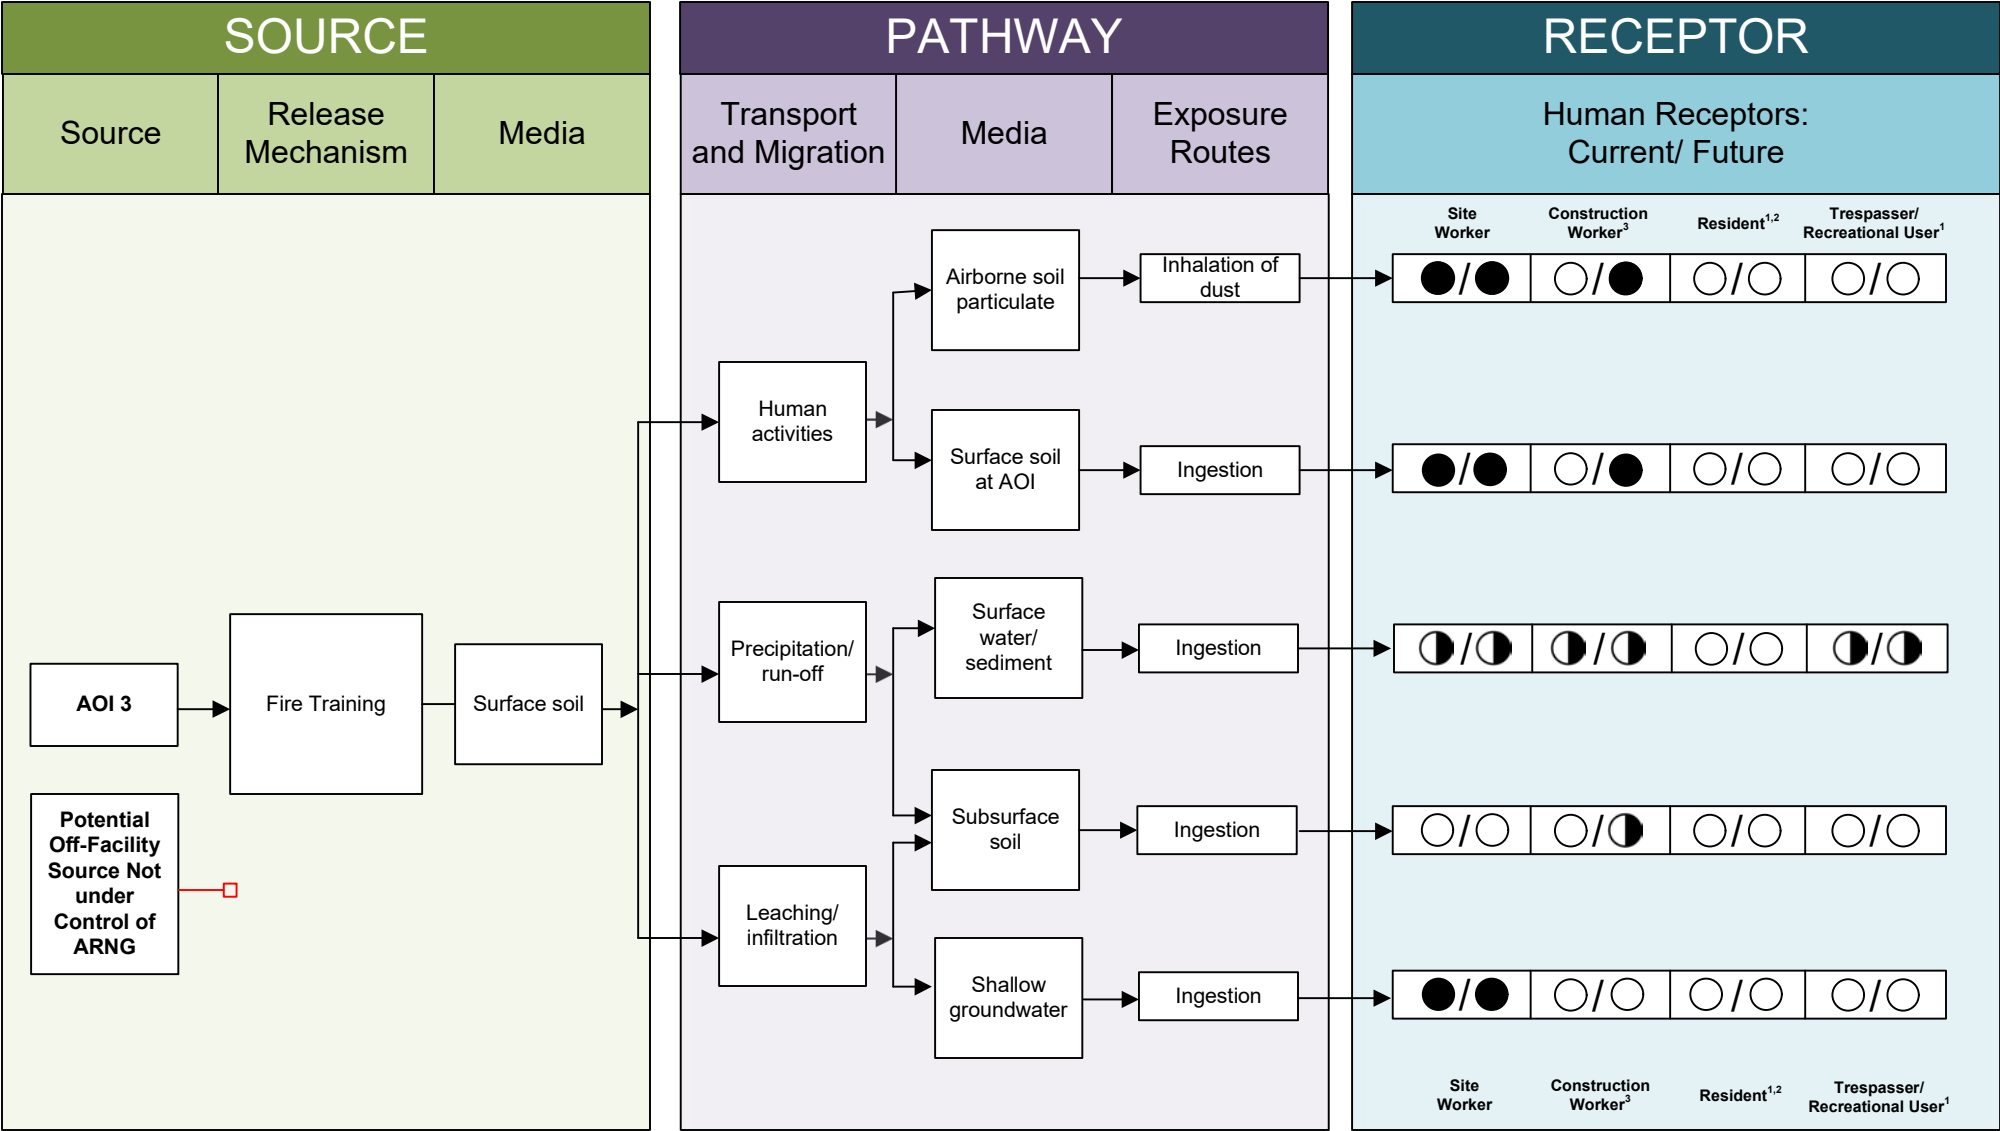 SOURCE
PATHWAY
RECEPTOR
Source
Release
Mechanism
Media
Transport
and Migration
Media
Exposure
Routes
Human Receptors:
Current/ Future
Site
Worker
Construction
Worker3
Resident1,2
Trespasser/
Recreational User1
Airborne soil
particulate
Inhalation of
dust
Human
activities
Surface soil
at AOI
Ingestion
Precipitation/
run-off
Surface
water/
sediment
Ingestion
AOI 3
Fire Training
Surface soil
Potential
Off-Facility
Source Not
under
Control of
ARNG
Subsurface
soil
Ingestion
Leaching/
infiltration
Shallow
groundwater
Ingestion
Site
Worker
Construction
Worker3
Resident1,2
Trespasser/
Recreational User1